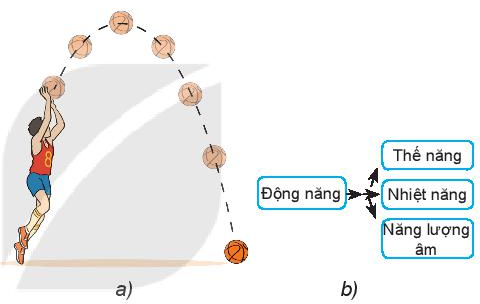 8
Thế năng
Động năng
Nhiệt năng
Năng lượng
âm
a)
b)